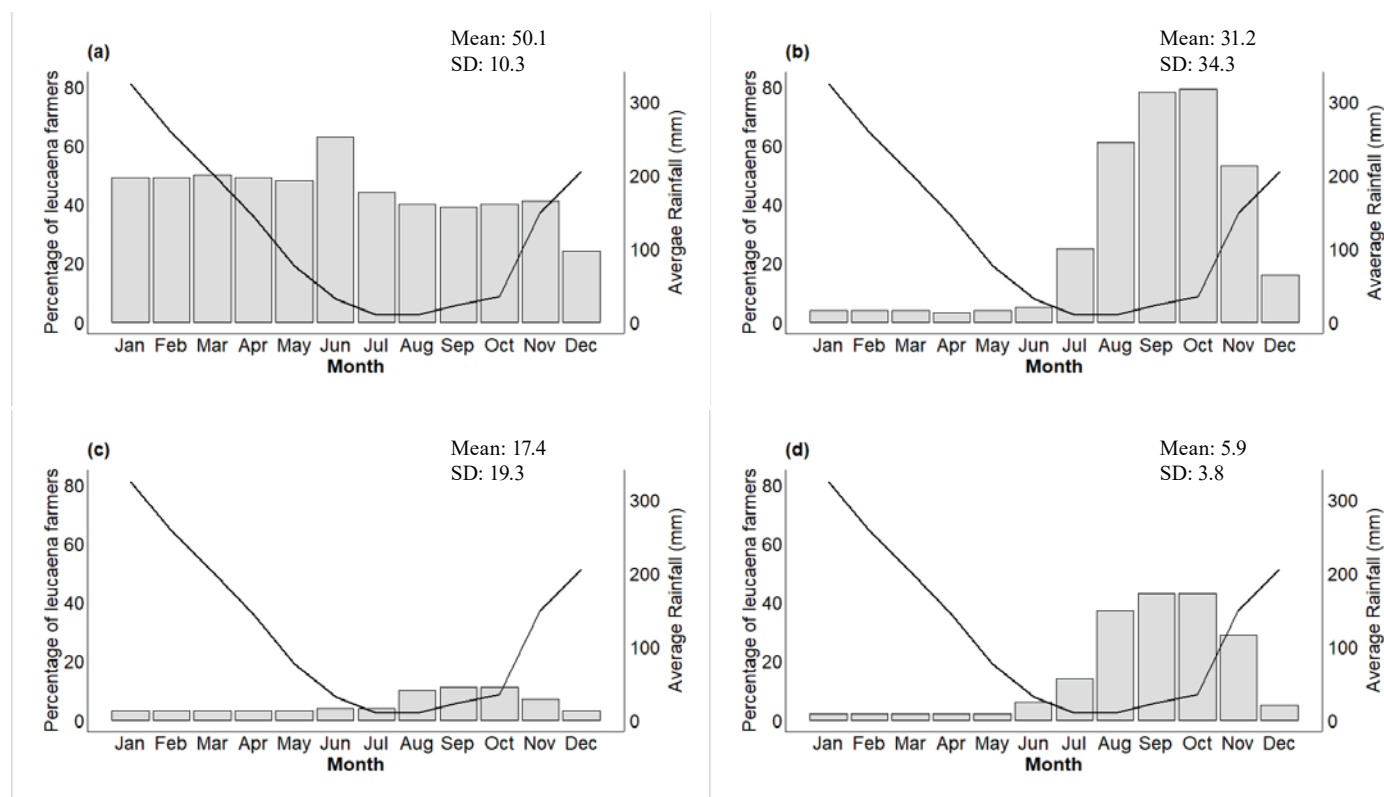 (a)
Mean: 50.1
SD: 10.3
Percentage of leucaena farmers
80
60
40
20
0
300
200
100
0
Avergae Rainfall (mm)
Jan Feb Mar Apr May Jun Jul Aug Sep Oct Nov Dec
Month
(b)
Mean: 31.2
SD: 34.3
Percentage of leucaena farmers
80
60
40
20
0
300
200
100
0
Avaerage Rainfall (mm)
Jan Feb Mar Apr May Jun Jul Aug Sep Oct Nov Dec
Month
(c)
Mean: 17.4
SD: 19.3
Percentage of leucaena farmers
80
60
40
20
0
300
200
100
0
Average Rainfall (mm)
Jan Feb Mar Apr May Jun Jul Aug Sep Oct Nov Dec
Month
(d)
Mean: 5.9
SD: 3.8
Percentage of leucaena farmers
80
60
40
20
0
300
200
100
0
Average Rainfall (mm)
Jan Feb Mar Apr May Jun Jul Aug Sep Oct Nov Dec
Month